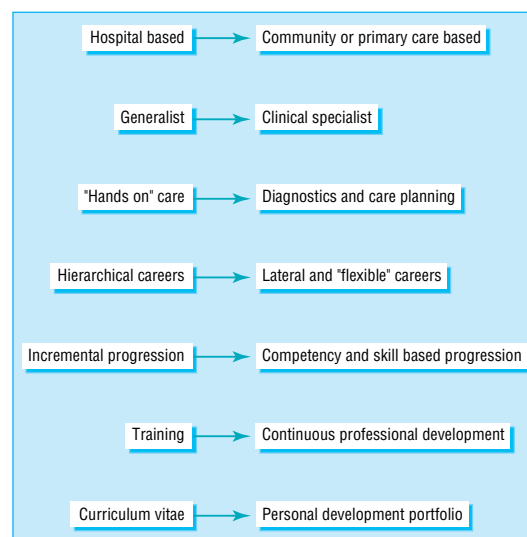 Hospital based Community or primary care based
Generalist Clinical specialist
"Hands on" care Diagnostics and care planning
Hierarchical careers Lateral and "flexible" careers
Incremental progression Competency and skill based progression
Training Continuous professional development
Curriculum vitae Personal development portfolio